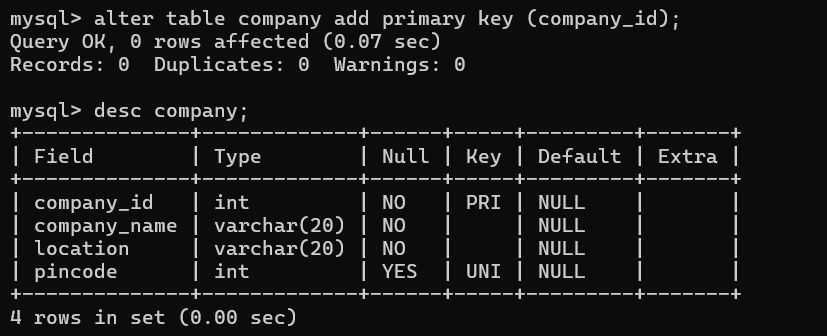 mysql> alter table company add primary key (company_id);
Query OK, 0 rows affected (0.07 sec)
Records: 0  Duplicates: 0  Warnings: 0

mysql> desc company;
+--------------+-------------+------+-----+---------+-------+
| Field        | Type        | Null | Key | Default | Extra |
+--------------+-------------+------+-----+---------+-------+
| company_id   | int         | NO   | PRI | NULL    |       |
| company_name | varchar(20) | NO   |     | NULL    |       |
| location     | varchar(20) | NO   |     | NULL    |       |
| pincode      | int         | YES  | UNI | NULL    |       |
+--------------+-------------+------+-----+---------+-------+
4 rows in set (0.00 sec)